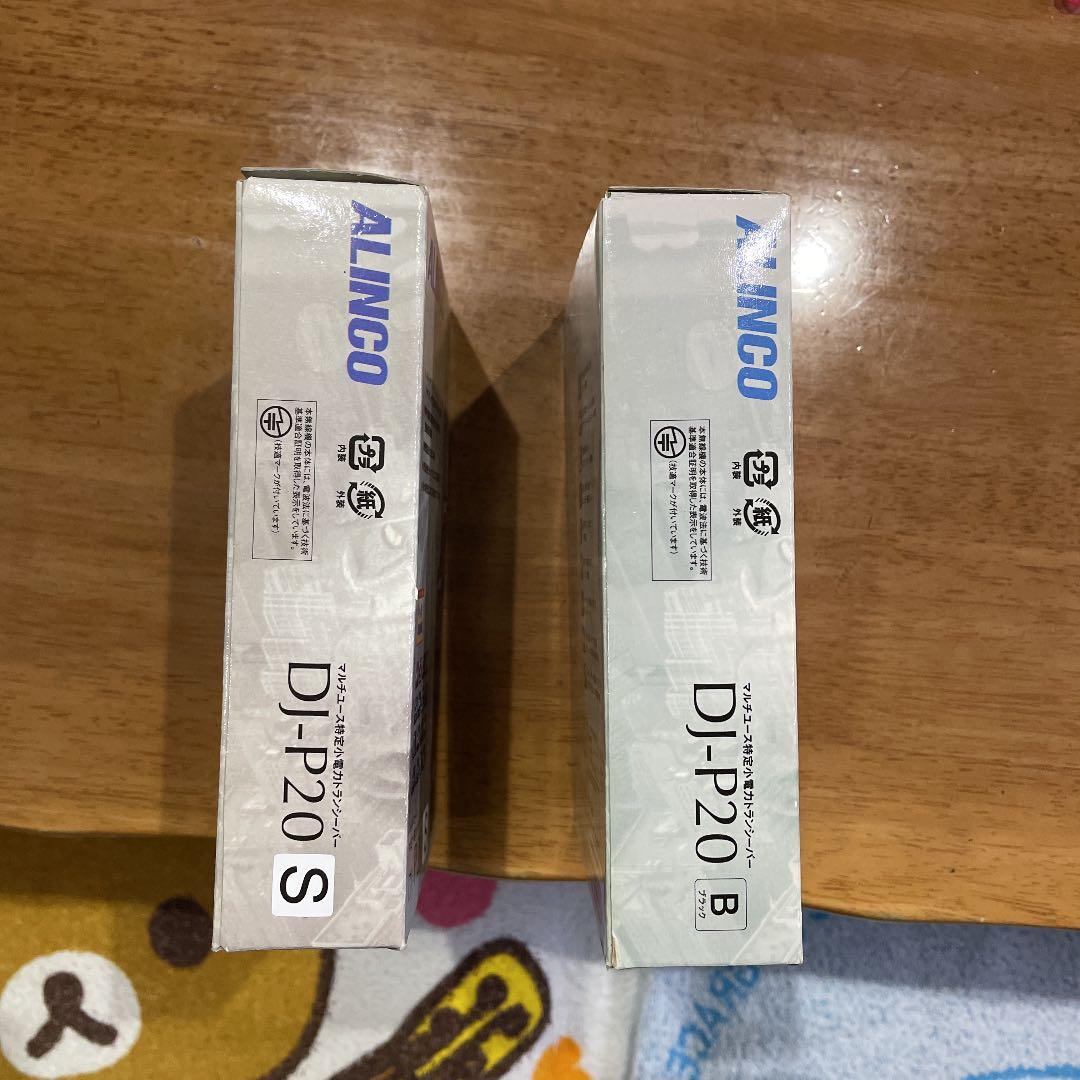 ALINCO
内装
外装
本無線機の本体には、電波法に基づく技術
基準適合証明を取得した表示をしています。
(技適マークが付いています)
マルチユース特定小電力トランシーバー
DJ-P20
S
ALINCO
内装
外装
紙
本無線機の本体には、電波法に基づく技術
基準適合証明を取得した表示をしています。
(技適マークが付いています)
マルチユース特定小電力トランシーバー
DJ-P20
B
ブラック
紙